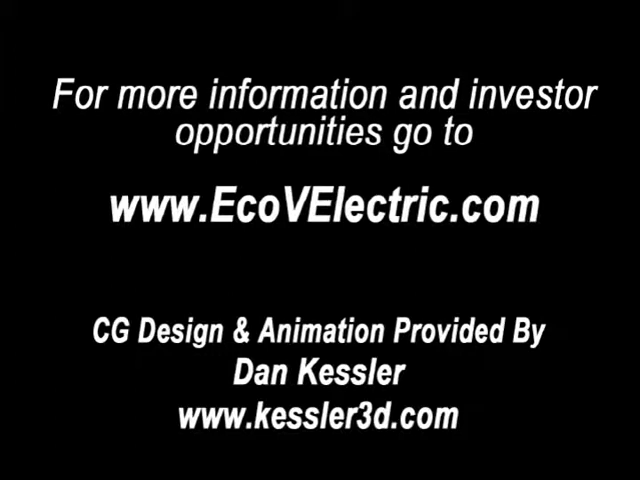 For more information and investor
opportunities go to
www.EcoVElectric.com
CG Design & Animation Provided By
Dan Kessler
www.kessler3d.com